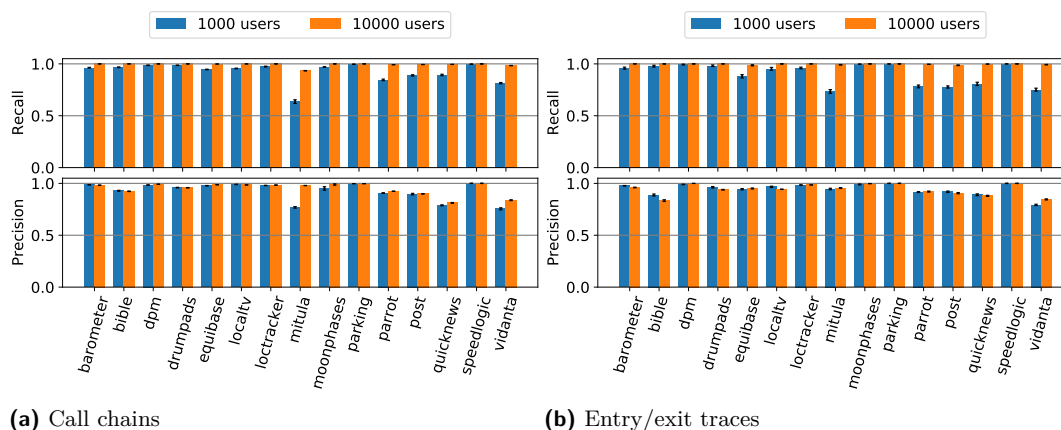 1000 users 10000 users
1000 users 10000 users
1.0
0.5
0.0
Recall
1.0
0.5
0.0
Precision
barometer
bible
dpm
drumpads
equibase
localtv
loctracker
mitula
moonphases
parking
parrot
post
quicknews
speedlogic
vidanta
(a) Call chains
1.0
0.5
0.0
Recall
1.0
0.5
0.0
Precision
barometer
bible
dpm
drumpads
equibase
localtv
loctracker
mitula
moonphases
parking
parrot
post
quicknews
speedlogic
vidanta
(b) Entry/exit traces